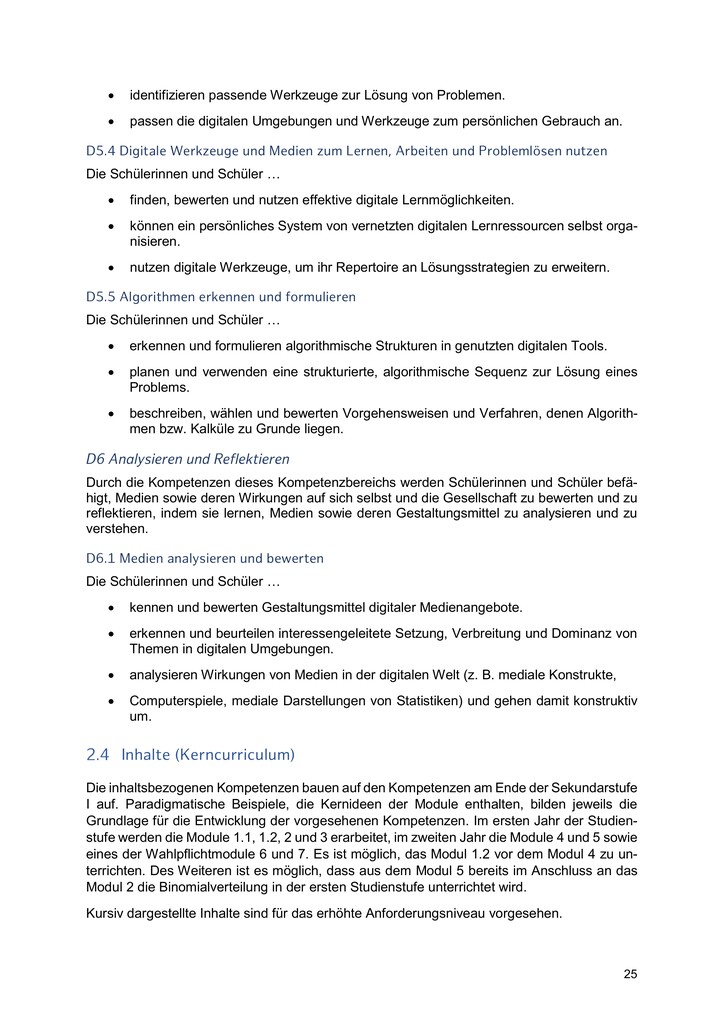 • identifizieren passende Werkzeuge zur Lösung von Problemen.
• passen die digitalen Umgebungen und Werkzeuge zum persönlichen Gebrauch an.
D5.4 Digitale Werkzeuge und Medien zum Lernen, Arbeiten und Problemlösen nutzen
Die Schülerinnen und Schüler …
• finden, bewerten und nutzen effektive digitale Lernmöglichkeiten.
• können ein persönliches System von vernetzten digitalen Lernressourcen selbst orga-
nisieren.
• nutzen digitale Werkzeuge, um ihr Repertoire an Lösungsstrategien zu erweitern.
D5.5 Algorithmen erkennen und formulieren
Die Schülerinnen und Schüler …
• erkennen und formulieren algorithmische Strukturen in genutzten digitalen Tools.
• planen und verwenden eine strukturierte, algorithmische Sequenz zur Lösung eines
Problems.
• beschreiben, wählen und bewerten Vorgehensweisen und Verfahren, denen Algorith-
men bzw. Kalküle zu Grunde liegen.
D6 Analysieren und Reflektieren
Durch die Kompetenzen dieses Kompetenzbereichs werden Schülerinnen und Schüler befä-
higt, Medien sowie deren Wirkungen auf sich selbst und die Gesellschaft zu bewerten und zu
reflektieren, indem sie lernen, Medien sowie deren Gestaltungsmittel zu analysieren und zu
verstehen.
D6.1 Medien analysieren und bewerten
Die Schülerinnen und Schüler …
• kennen und bewerten Gestaltungsmittel digitaler Medienangebote.
• erkennen und beurteilen interessengeleitete Setzung, Verbreitung und Dominanz von
Themen in digitalen Umgebungen.
• analysieren Wirkungen von Medien in der digitalen Welt (z. B. mediale Konstrukte,
• Computerspiele, mediale Darstellungen von Statistiken) und gehen damit konstruktiv
um.
2.4 Inhalte (Kerncurriculum)
Die inhaltsbezogenen Kompetenzen bauen auf den Kompetenzen am Ende der Sekundarstufe
I auf. Paradigmatische Beispiele, die Kernideen der Module enthalten, bilden jeweils die
Grundlage für die Entwicklung der vorgesehenen Kompetenzen. Im ersten Jahr der Studien-
stufe werden die Module 1.1, 1.2, 2 und 3 erarbeitet, im zweiten Jahr die Module 4 und 5 sowie
eines der Wahlpflichtmodule 6 und 7. Es ist möglich, das Modul 1.2 vor dem Modul 4 zu un-
terrichten. Des Weiteren ist es möglich, dass aus dem Modul 5 bereits im Anschluss an das
Modul 2 die Binomialverteilung in der ersten Studienstufe unterrichtet wird.
Kursiv dargestellte Inhalte sind für das erhöhte Anforderungsniveau vorgesehen.
25